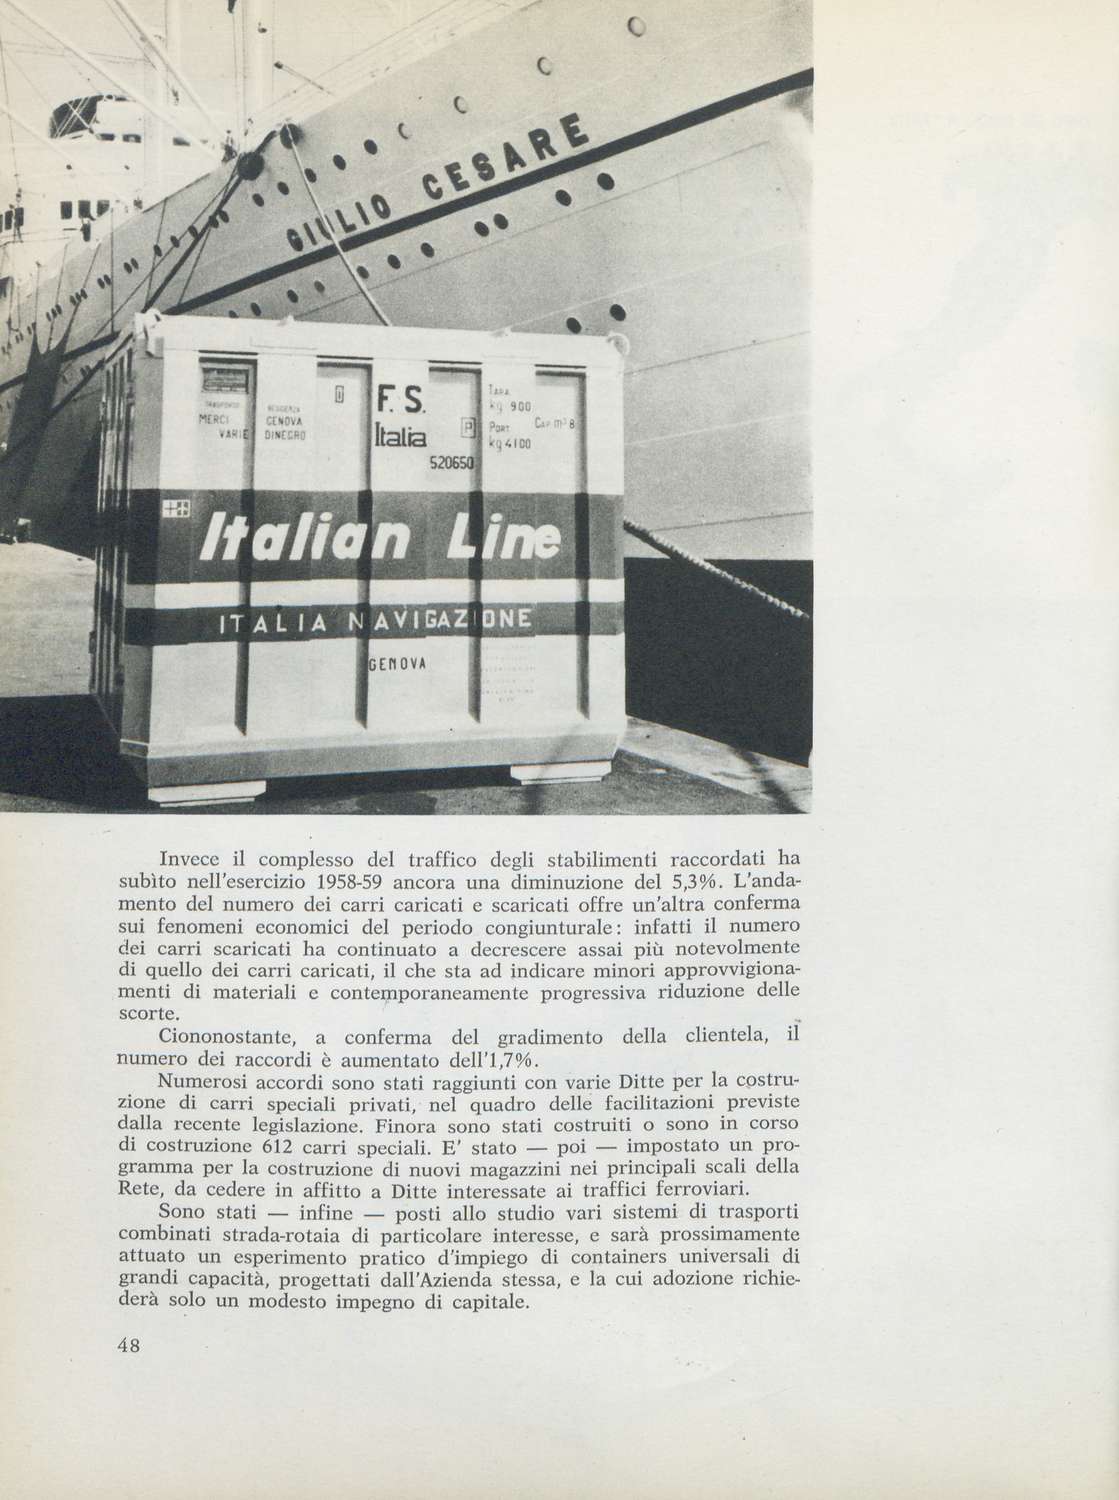 GIULIO CESARE
TRASPORTO
MERCI
VARIE
RESIDENZA
GENOVA
DINEGRO
F. S.
Italia
P
520650
TARA
kg 900
PORT
kg 4100
CAP m³ 8
Italian Line
ITALIA NAVIGAZIONE
GENOVA
Invece il complesso del traffico degli stabilimenti raccordati ha
subìto nell'esercizio 1958-59 ancora una diminuzione del 5,3%. L'anda-
mento del numero dei carri caricati e scaricati offre un'altra conferma
sui fenomeni economici del periodo congiunturale: infatti il numero
dei carri scaricati ha continuato a decrescere assai più notevolmente
di quello dei carri caricati, il che sta ad indicare minori approvvigiona-
menti di materiali e contemporaneamente progressiva riduzione delle
scorte.
Ciononostante, a conferma del gradimento della clientela, il
numero dei raccordi è aumentato dell'1,7%.
Numerosi accordi sono stati raggiunti con varie Ditte per la costru-
zione di carri speciali privati, nel quadro delle facilitazioni previste
dalla recente legislazione. Finora sono stati costruiti o sono in corso
di costruzione 612 carri speciali. E' stato — poi — impostato un pro-
gramma per la costruzione di nuovi magazzini nei principali scali della
Rete, da cedere in affitto a Ditte interessate ai traffici ferroviari.
Sono stati — infine — posti allo studio vari sistemi di trasporti
combinati strada-rotaia di particolare interesse, e sarà prossimamente
attuato un esperimento pratico d'impiego di containers universali di
grandi capacità, progettati dall'Azienda stessa, e la cui adozione richie-
derà solo un modesto impegno di capitale.
48